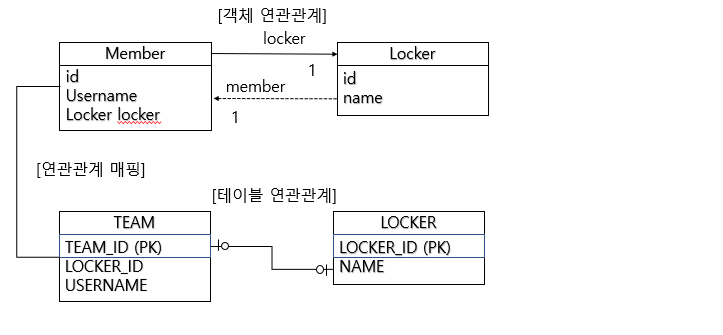 [객체 연관관계]
locker
Member
Locker
1
id
Username
Locker locker
id
name
member
1
[연관관계 매핑]
[테이블 연관관계]
TEAM
LOCKER
TEAM_ID (PK)
LOCKER_ID
USERNAME
LOCKER_ID (PK)
NAME